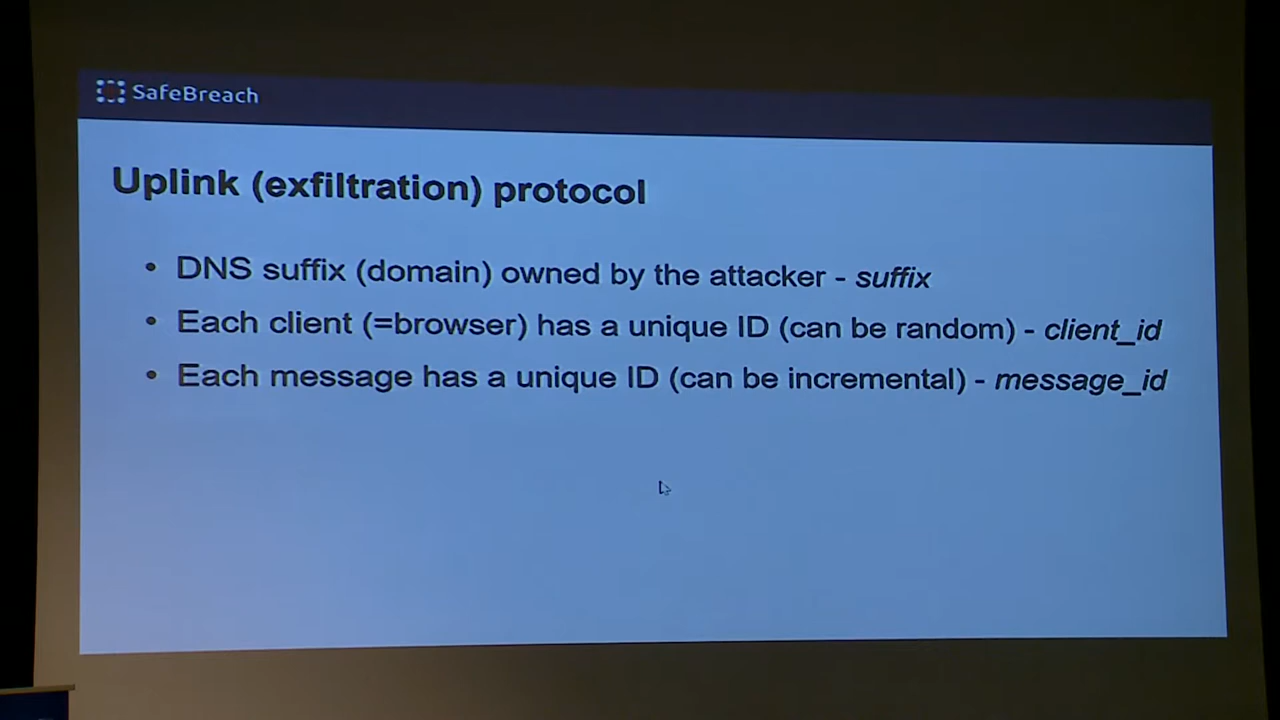 SafeBreach
Uplink (exfiltration) protocol
• DNS suffix (domain) owned by the attacker - suffix
• Each client (=browser) has a unique ID (can be random) - client_id
• Each message has a unique ID (can be incremental) - message_id